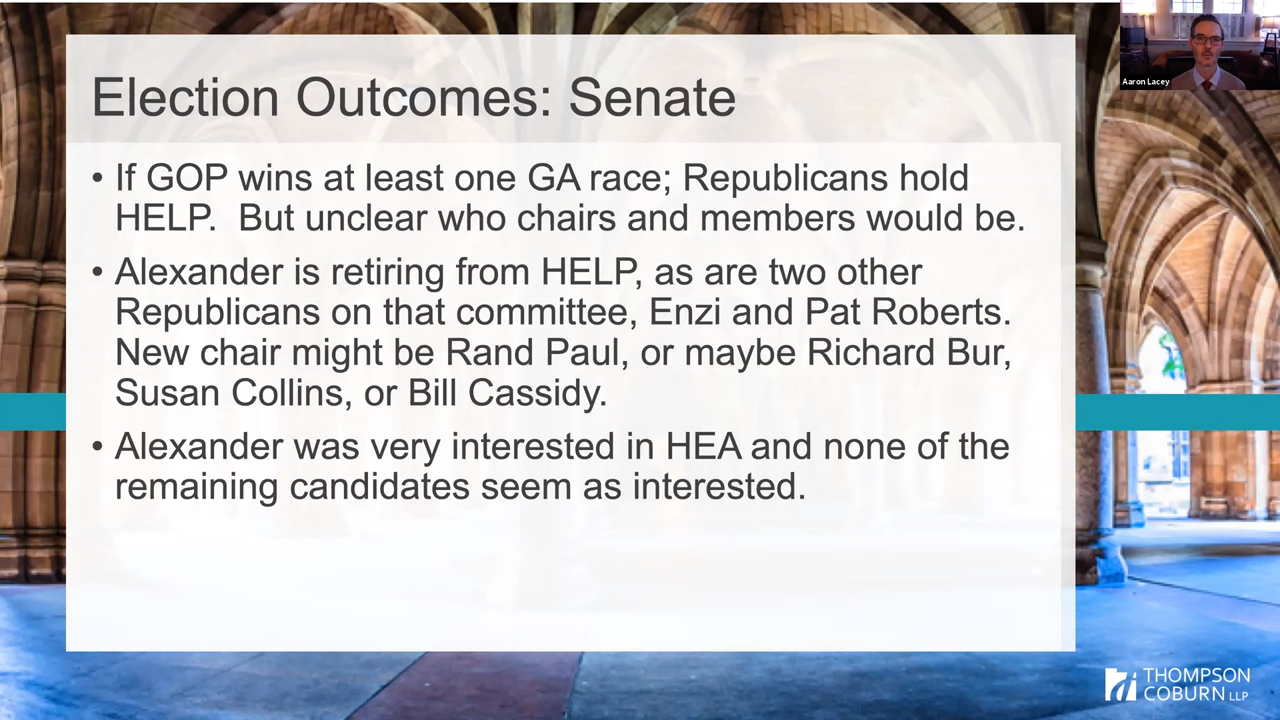 Election Outcomes: Senate
• If GOP wins at least one GA race; Republicans hold
HELP.  But unclear who chairs and members would be.
• Alexander is retiring from HELP, as are two other
Republicans on that committee, Enzi and Pat Roberts.
New chair might be Rand Paul, or maybe Richard Bur,
Susan Collins, or Bill Cassidy.
• Alexander was very interested in HEA and none of the
remaining candidates seem as interested.
Aaron Lacey
THOMPSON
COBURN LLP